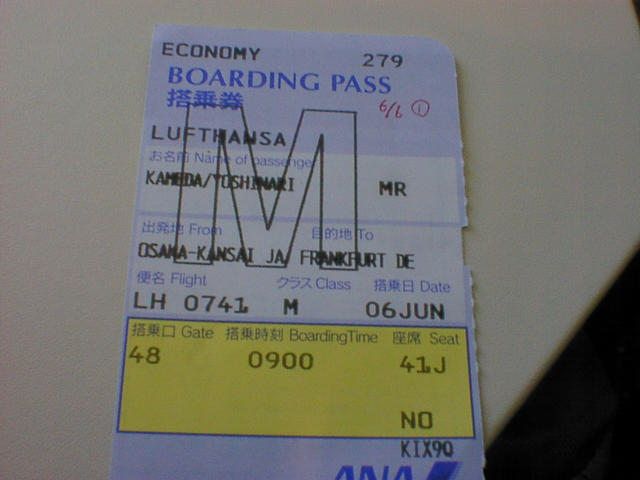 ECONOMY 279
BOARDING PASS
搭乗券 6/6 ①
M
LUFTHANSA
お名前 Name of passenger
KAMEDA/YOSHINARI MR
出発地 From 目的地 To
OSAKA-KANSAI JA FRANKFURT DE
便名 Flight クラス Class 搭乗日 Date
LH 0741 M 06JUN
搭乗口 Gate 搭乗時刻 BoardingTime 座席 Seat
48 0900 41J
NO
KIX9Q
ANA